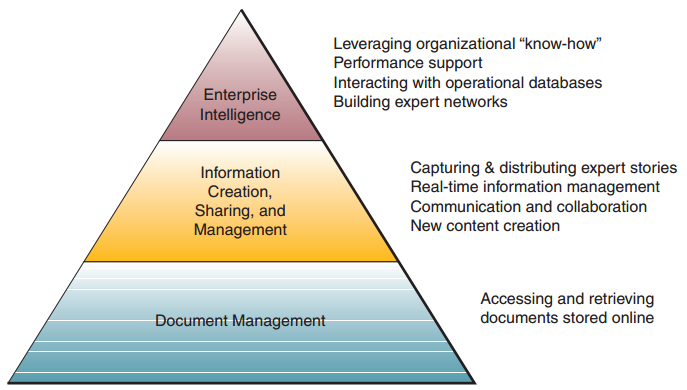 Enterprise
Intelligence
Leveraging organizational “know-how”
Performance support
Interacting with operational databases
Building expert networks
Information
Creation,
Sharing, and
Management
Capturing & distributing expert stories
Real-time information management
Communication and collaboration
New content creation
Document Management
Accessing and retrieving
documents stored online